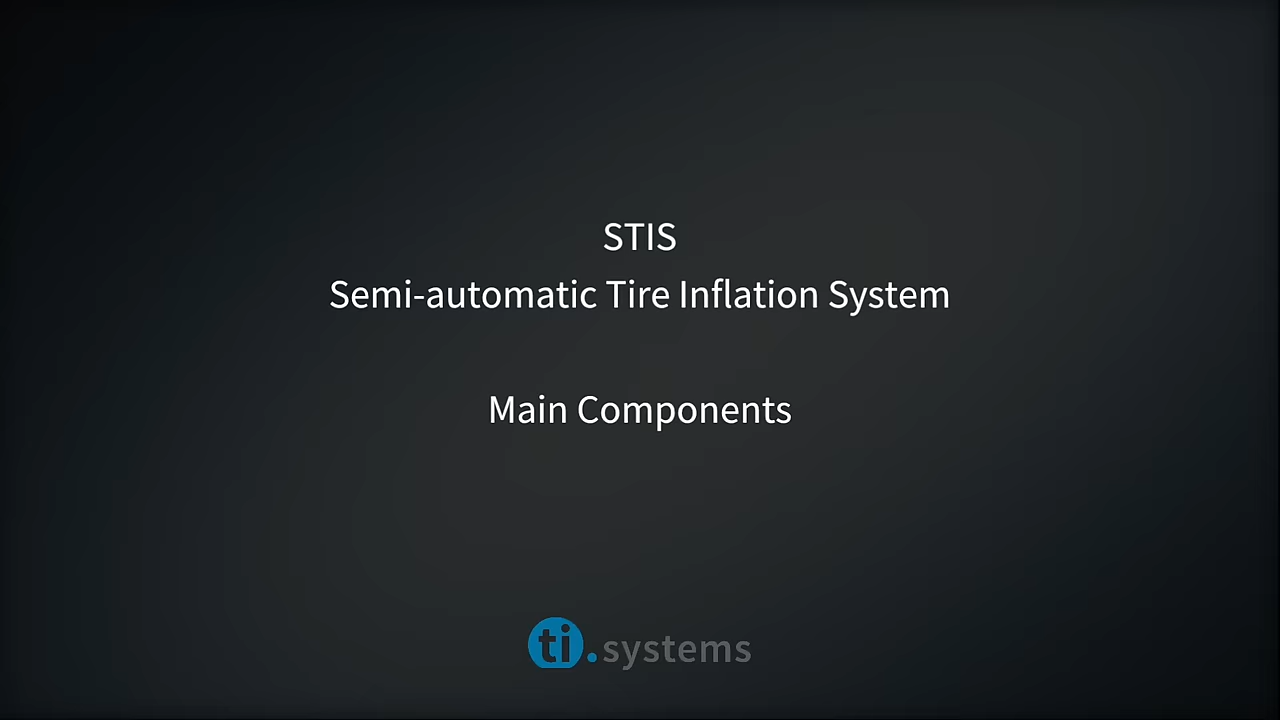 STIS
Semi-automatic Tire Inflation System
Main Components
ti.systems